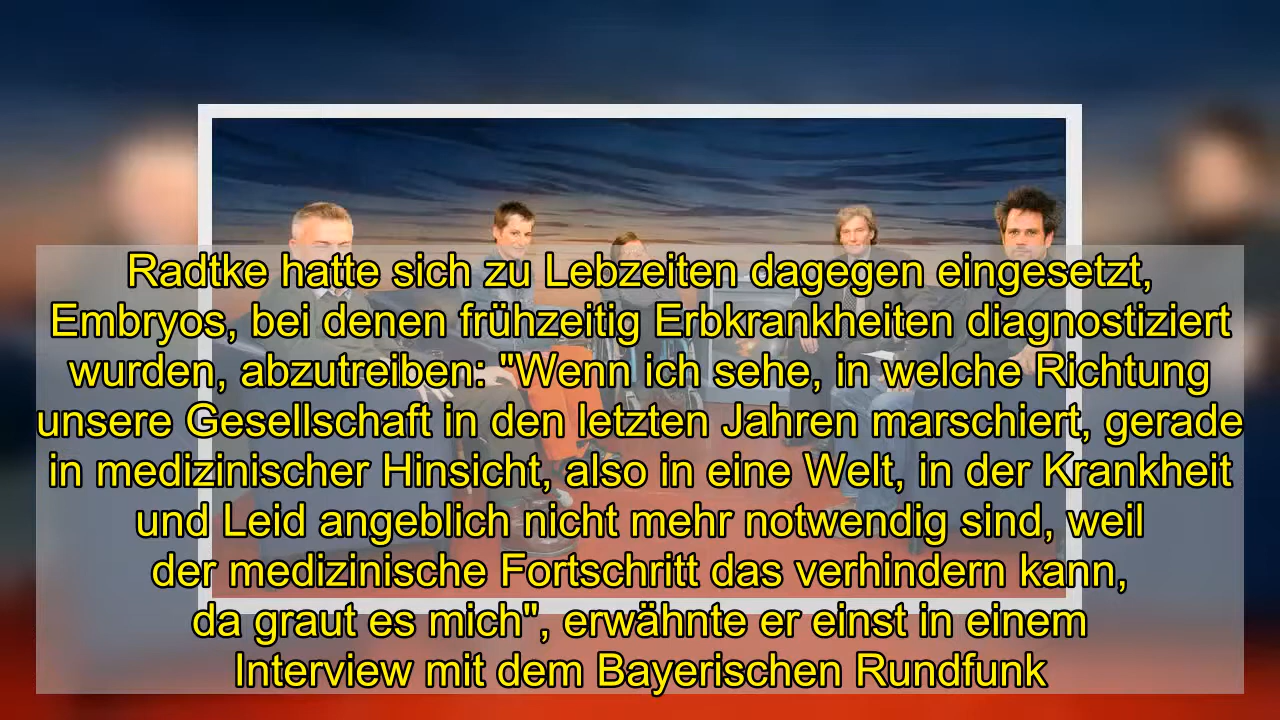 Radtke hatte sich zu Lebzeiten dagegen eingesetzt,
Embryos, bei denen frühzeitig Erbkrankheiten diagnostiziert
wurden, abzutreiben: "Wenn ich sehe, in welche Richtung
unsere Gesellschaft in den letzten Jahren marschiert, gerade
in medizinischer Hinsicht, also in eine Welt, in der Krankheit
und Leid angeblich nicht mehr notwendig sind, weil
der medizinische Fortschritt das verhindern kann,
da graut es mich", erwähnte er einst in einem
Interview mit dem Bayerischen Rundfunk